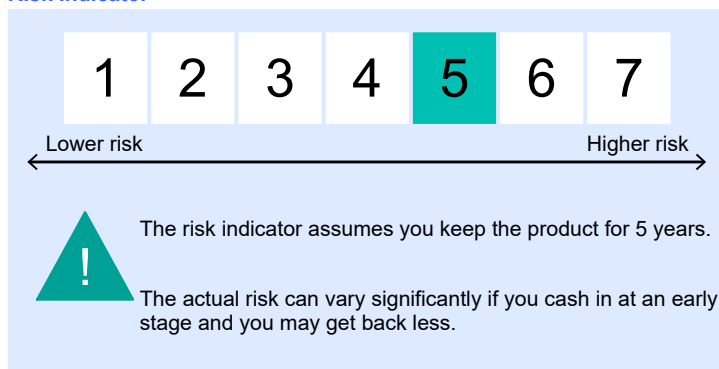 1 2 3 4 5 6 7
Lower risk Higher risk
The risk indicator assumes you keep the product for 5 years.
!
The actual risk can vary significantly if you cash in at an early
stage and you may get back less.